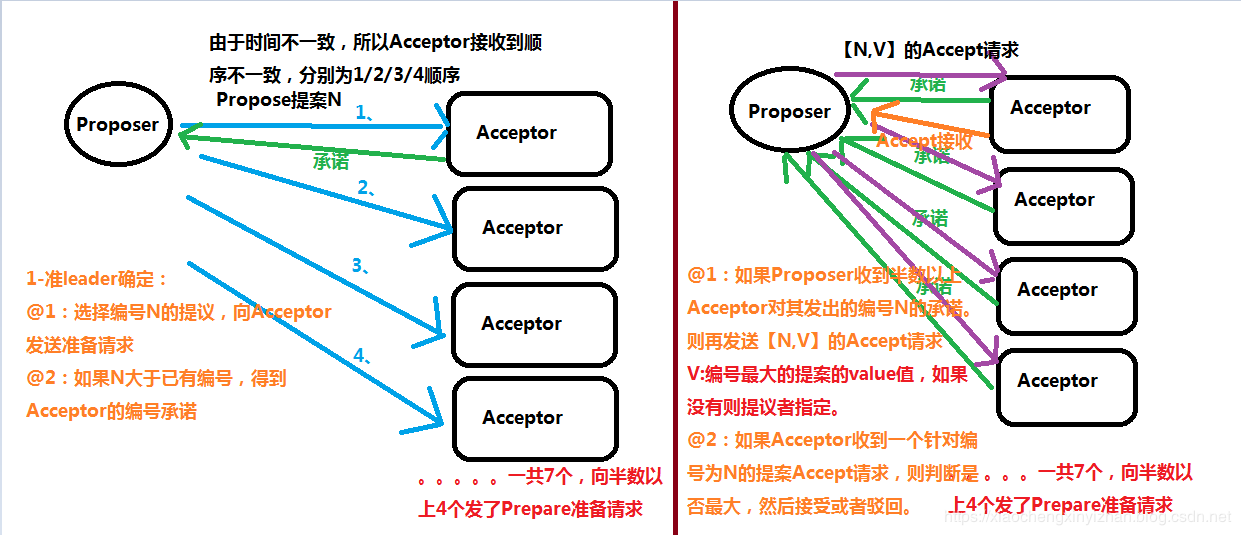 由于时间不一致，所以Acceptor接收到顺
序不一致，分别为1/2/3/4顺序
Propose提案N
Proposer
1、
Acceptor
承诺
2、
Acceptor
3、
Acceptor
4、
Acceptor
1-准leader确定：
@1：选择编号N的提议，向Acceptor
发送准备请求
@2：如果N大于已有编号，得到
Acceptor的编号承诺
。。。。。一共7个，向半数以
上4个发了Prepare准备请求
【N,V】的Accept请求
Proposer
承诺
Acceptor
Accept接收
承诺
Acceptor
承诺
Acceptor
承诺
Acceptor
@1：如果Proposer收到半数以上
Acceptor对其发出的编号N的承诺。
则再发送【N,V】的Accept请求
V:编号最大的提案的value值，如果
没有则提议者指定。
@2：如果Acceptor收到一个针对编
号为N的提案Accept请求，则判断是
否最大，然后接受或者驳回。
。。。一共7个，向半数以
上4个发了Prepare准备请求
https://xiaochengxinyizhan.blog.csdn.net